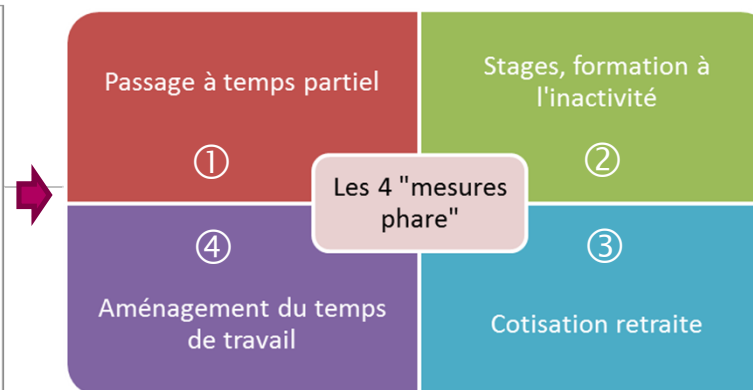 Passage à temps partiel
①
Stages, formation à
l'inactivité
②
Les 4 "mesures
phare"
④
Aménagement du temps
de travail
③
Cotisation retraite